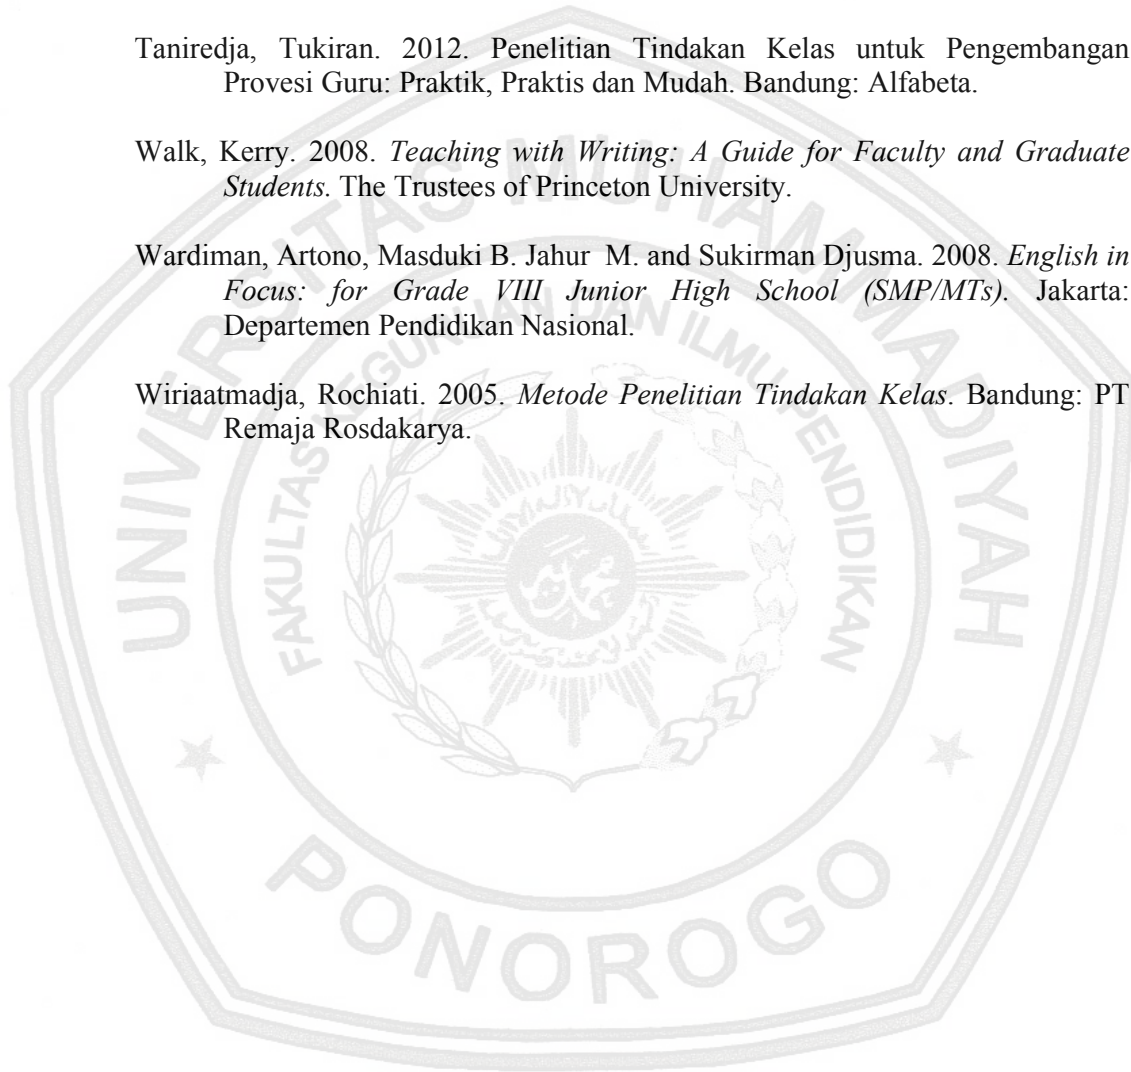 Taniredja, Tukiran. 2012. Penelitian Tindakan Kelas untuk Pengembangan
Provesi Guru: Praktik, Praktis dan Mudah. Bandung: Alfabeta.
Walk, Kerry. 2008. Teaching with Writing: A Guide for Faculty and Graduate
Students. The Trustees of Princeton University.
Wardiman, Artono, Masduki B. Jahur M. and Sukirman Djusma. 2008. English in
Focus: for Grade VIII Junior High School (SMP/MTs). Jakarta:
Departemen Pendidikan Nasional.
Wiriaatmadja, Rochiati. 2005. Metode Penelitian Tindakan Kelas. Bandung: PT
Remaja Rosdakarya.
UNIVERSITAS MUHAMMADIYAH
FAKULTAS KEGURUAN DAN ILMU PENDIDIKAN
PONOROGO